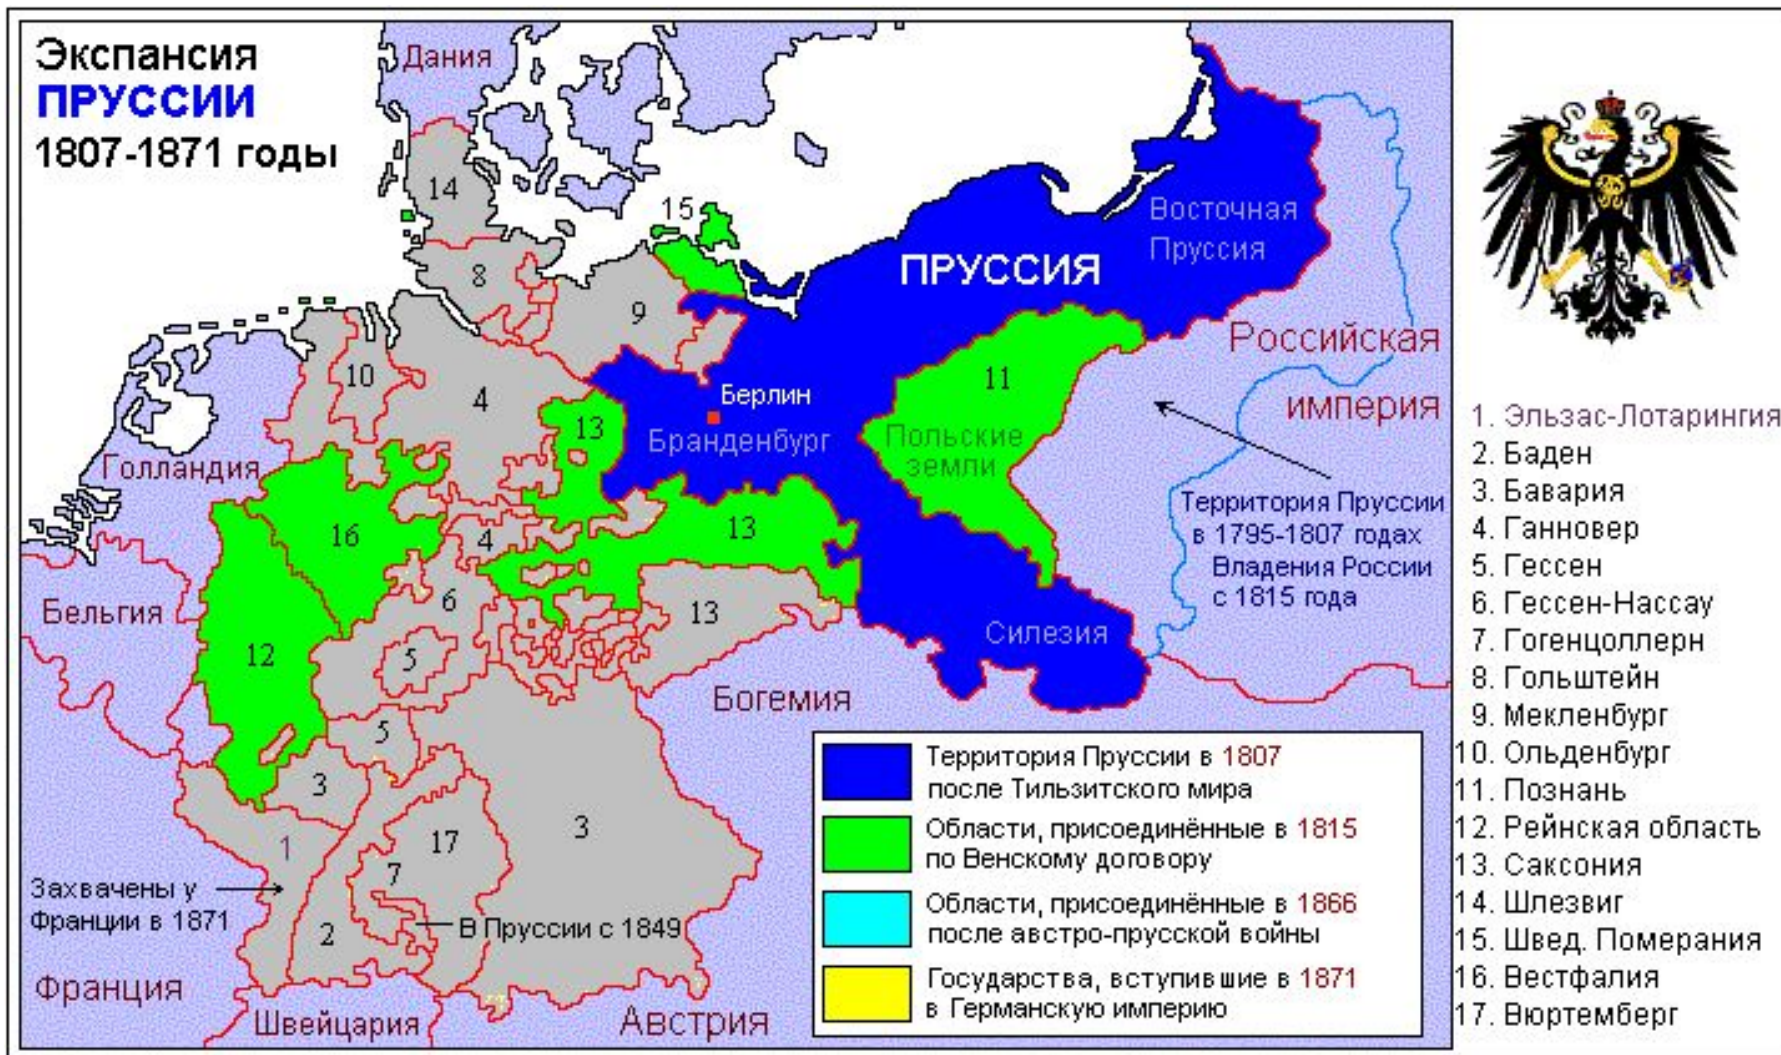 Экспансия
ПРУССИИ
1807-1871 годы
Дания
14
15
8
9
10
4
13
11
16
13
4
12
6
5
13
5
3
1
17
7
2
3
Восточная
Пруссия
ПРУССИЯ
Российская
империя
Берлин
Бранденбург
Польские
земли
Голландия
Территория Пруссии
в 1795-1807 годах
Владения России
с 1815 года
Бельгия
Силезия
Богемия
Захвачены у
Франции в 1871
В Пруссии с 1849
Франция
Швейцария
Австрия
Территория Пруссии в 1807
после Тильзитского мира
Области, присоединённые в 1815
по Венскому договору
Области, присоединённые в 1866
после австро-прусской войны
Государства, вступившие в 1871
в Германскую империю
1. Эльзас-Лотарингия
2. Баден
3. Бавария
4. Ганновер
5. Гессен
6. Гессен-Нассау
7. Гогенцоллерн
8. Гольштейн
9. Мекленбург
10. Ольденбург
11. Познань
12. Рейнская область
13. Саксония
14. Шлезвиг
15. Швед. Померания
16. Вестфалия
17. Вюртемберг